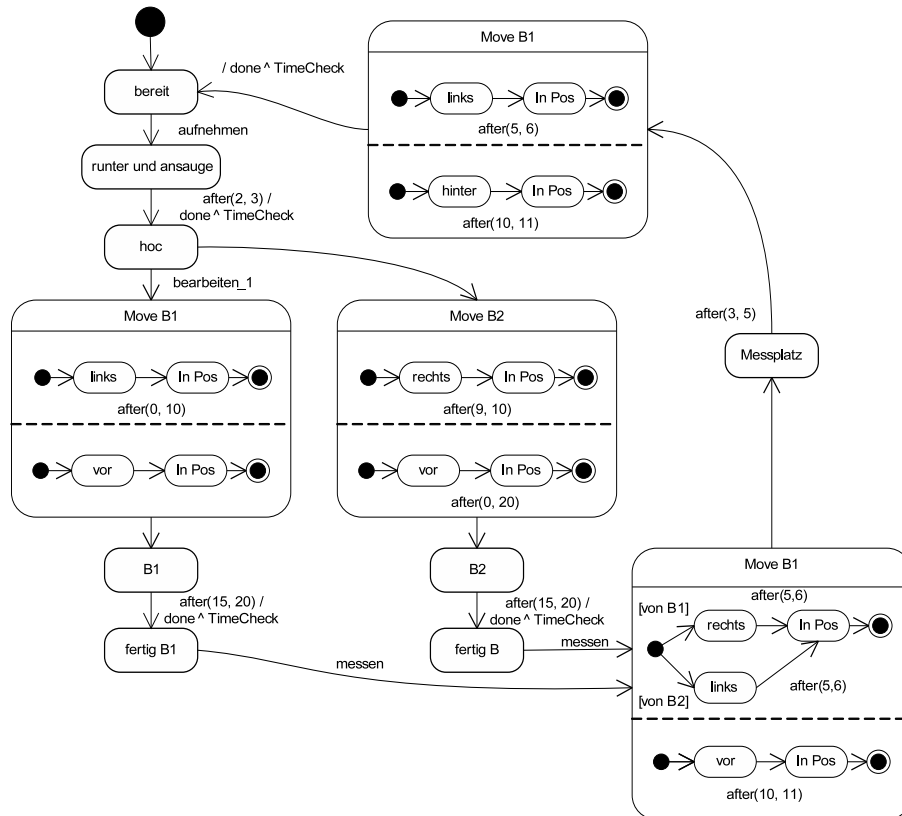 Move B1
/ done ^ TimeCheck
links
In Pos
bereit
after(5, 6)
aufnehmen
runter und ansauge
hinter
In Pos
after(2, 3) /
done ^ TimeCheck
after(10, 11)
hoc
bearbeiten_1
Move B1
links
In Pos
after(0, 10)
vor
In Pos
Move B2
rechts
In Pos
after(9, 10)
vor
In Pos
after(0, 20)
after(3, 5)
Messplatz
B1
after(15, 20) /
done ^ TimeCheck
fertig B1
messen
B2
after(15, 20) /
done ^ TimeCheck
fertig B
messen
Move B1
after(5,6)
[von B1]
rechts
In Pos
links
[von B2]
after(5,6)
vor
In Pos
after(10, 11)